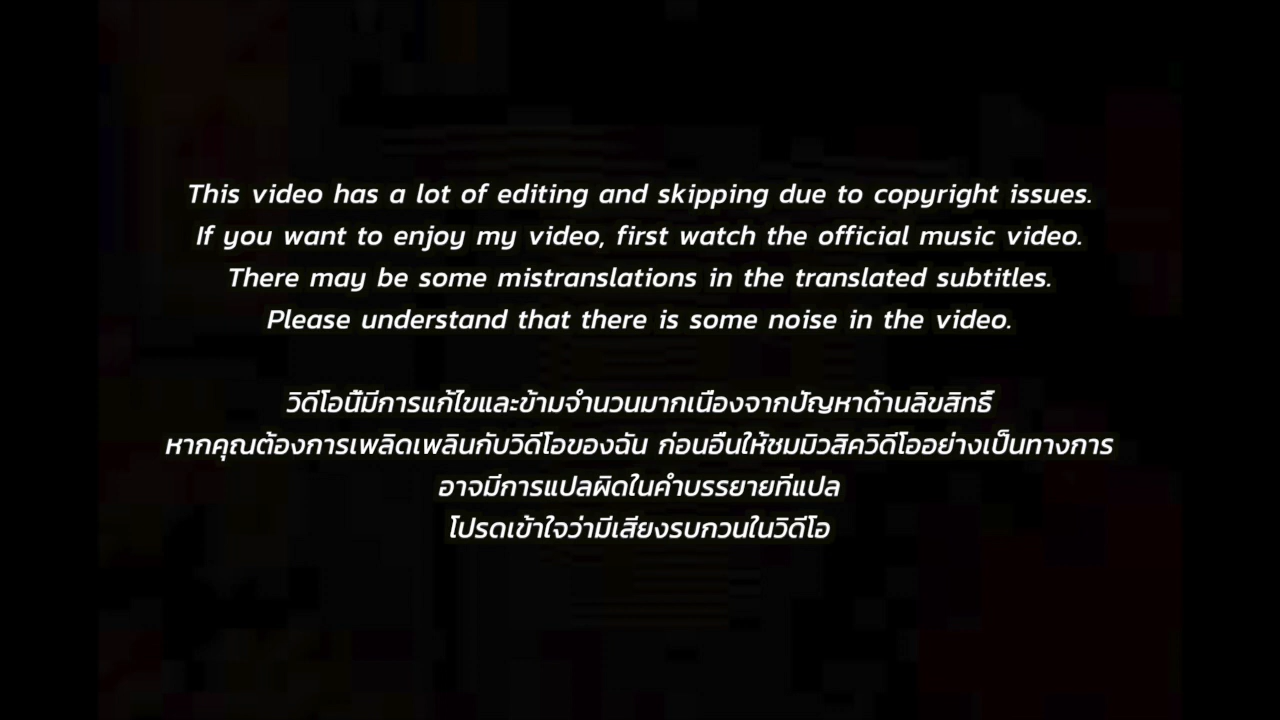 This video has a lot of editing and skipping due to copyright issues.
If you want to enjoy my video, first watch the official music video.
There may be some mistranslations in the translated subtitles.
Please understand that there is some noise in the video.
วิดีโอนี้มีการแก้ไขและข้ามจำนวนมากเนื่องจากปัญหาด้านลิขสิทธิ์
หากคุณต้องการเพลิดเพลินกับวิดีโอของฉัน ก่อนอื่นให้ชมมิวสิควิดีโออย่างเป็นทางการ
อาจมีการแปลผิดในคำบรรยายที่แปล
โปรดเข้าใจว่ามีเสียงรบกวนในวิดีโอ